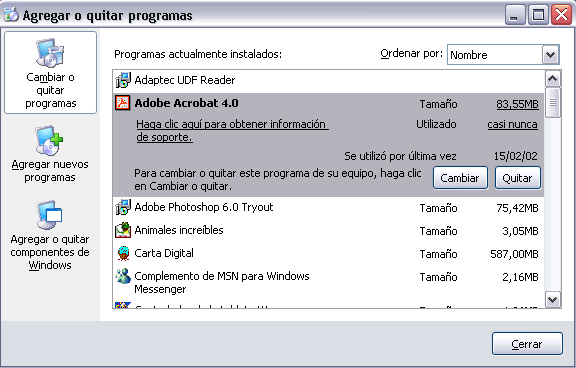 Agregar o quitar programas
Cambiar o
quitar
programas
Agregar nuevos
programas
Agregar o quitar
componentes de
Windows
Programas actualmente instalados:
Ordenar por:
Nombre
Adaptec UDF Reader
Adobe Acrobat 4.0
Tamaño
83,55MB
Haga clic aquí para obtener información
de soporte.
Utilizado
casi nunca
Se utilizó por última vez
15/02/02
Para cambiar o quitar este programa de su equipo, haga clic
en Cambiar o quitar.
Cambiar
Quitar
Adobe Photoshop 6.0 Tryout
Tamaño
75,42MB
Animales increíbles
Tamaño
3,05MB
Carta Digital
Tamaño
587,00MB
Complemento de MSN para Windows
Messenger
Tamaño
2,16MB
Cerrar